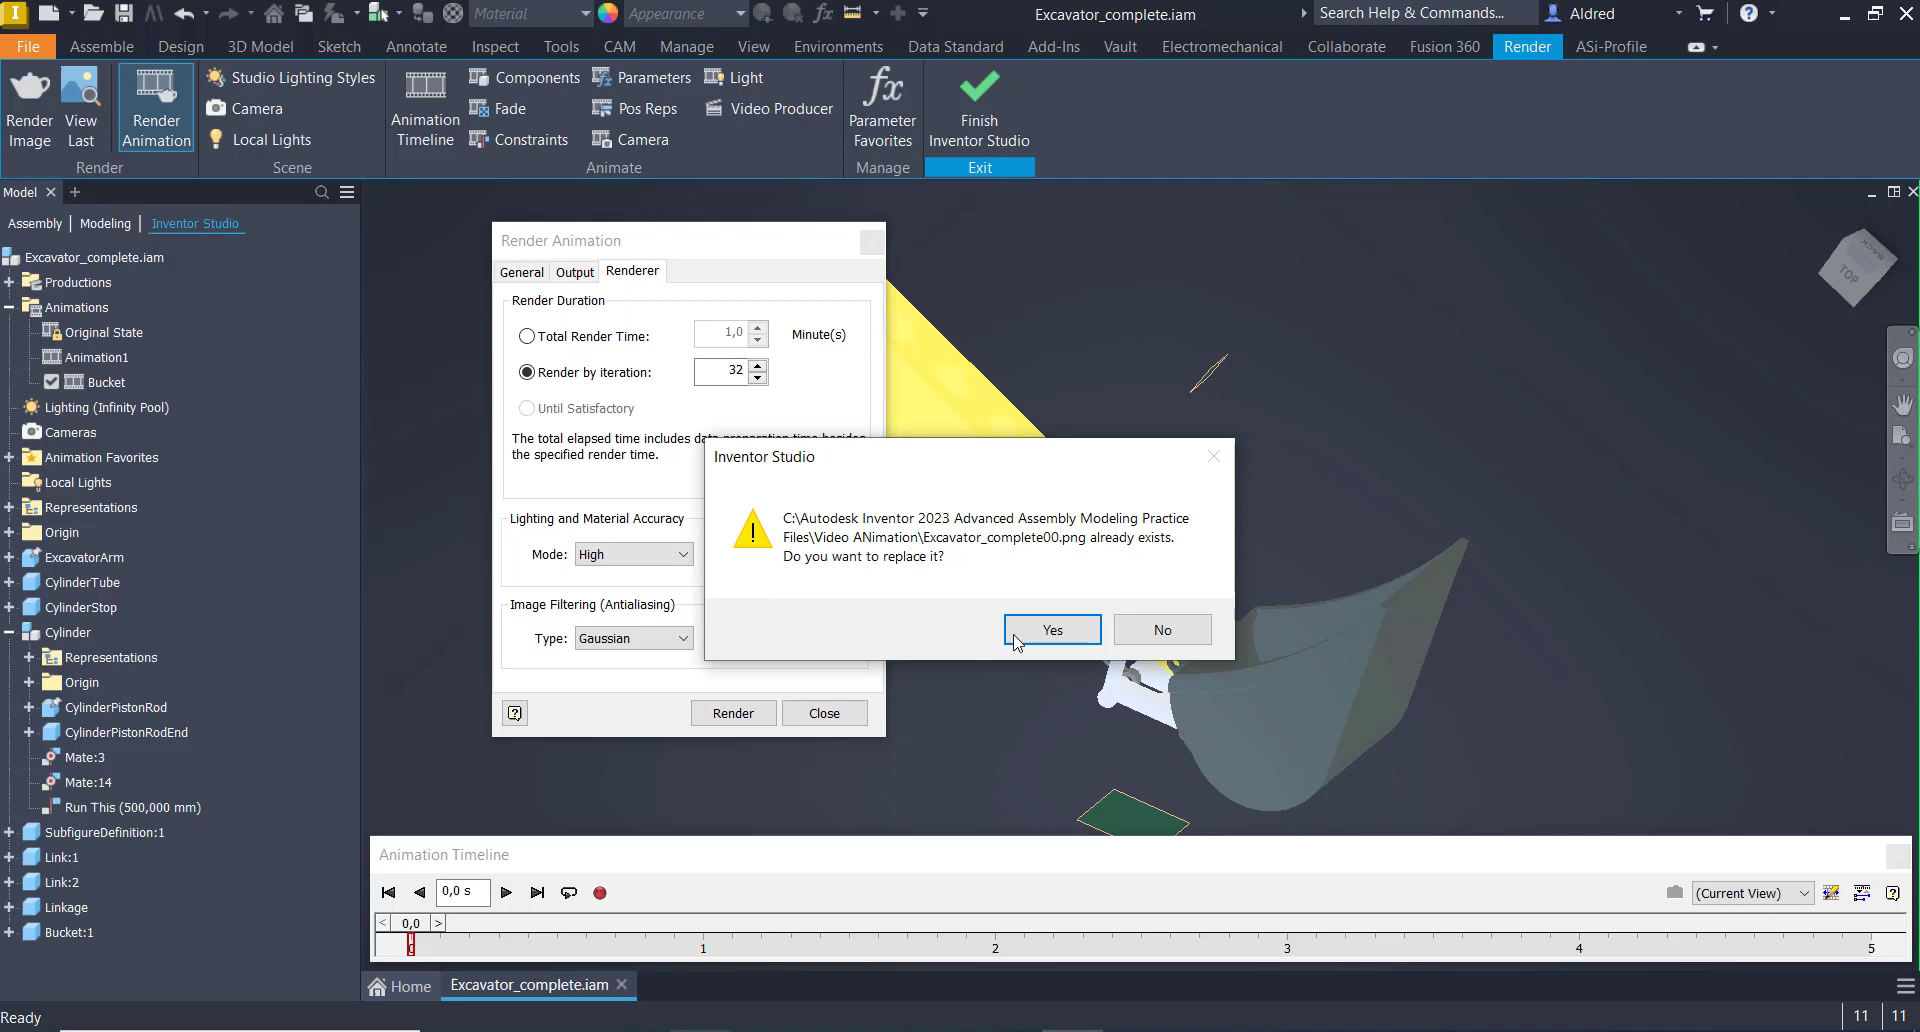 Material
Appearance
Excavator_complete.iam
Search Help & Commands...
Aldred
File
Assemble
Design
3D Model
Sketch
Annotate
Inspect
Tools
CAM
Manage
View
Environments
Data Standard
Add-Ins
Vault
Electromechanical
Collaborate
Fusion 360
Render
ASi-Profile
Render
Image
View
Last
Render
Animation
Render
Studio Lighting Styles
Camera
Local Lights
Scene
Animation
Timeline
Components
Fade
Constraints
Parameters
Pos Reps
Camera
Light
Video Producer
Animate
fx
Parameter
Favorites
Manage
Finish
Inventor Studio
Exit
Model
Assembly
Modeling
Inventor Studio
Excavator_complete.iam
Productions
Animations
Original State
Animation1
Bucket
Lighting (Infinity Pool)
Cameras
Animation Favorites
Local Lights
Representations
Origin
ExcavatorArm
CylinderTube
CylinderStop
Cylinder
Representations
Origin
CylinderPistonRod
CylinderPistonRodEnd
Mate:3
Mate:14
Run This (500,000 mm)
SubfigureDefinition:1
Link:1
Link:2
Linkage
Bucket:1
Render Animation
General
Output
Renderer
Render Duration
Total Render Time:
1,0
Minute(s)
Render by iteration:
32
Until Satisfactory
The total elapsed time includes data preparation time besides
the specified render time.
Lighting and Material Accuracy
Mode:
High
Image Filtering (Antialiasing)
Type:
Gaussian
Render
Close
Inventor Studio
C:\Autodesk Inventor 2023 Advanced Assembly Modeling Practice
Files\Video ANimation\Excavator_complete00.png already exists.
Do you want to replace it?
Yes
No
TOP
BACK
Animation Timeline
0,0 s
(Current View)
< 0,0 >
0
1
2
3
4
5
Home
Excavator_complete.iam
Ready
11
11